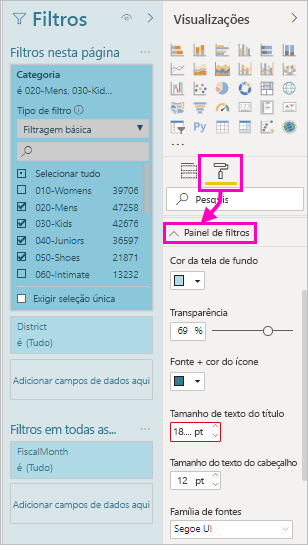 Filtros
Filtros nesta página
Categoria
é 020-Mens, 030-Kid...
Tipo de filtro
Filtragem básica
Selecionar tudo
010-Womens 39706
020-Mens 47258
030-Kids 42676
040-Juniors 36597
050-Shoes 21871
060-Intimate 13232
Exigir seleção única
District
é (Tudo)
Adicionar campos de dados aqui
Filtros em todas as...
FiscalMonth
é (Tudo)
Adicionar campos de dados aqui
Visualizações
Pesquis
Painel de filtros
Cor da tela de fundo
Transparência
69 %
Fonte + cor do ícone
Tamanho de texto do título
18.... pt
Tamanho do texto do cabeçalho
12 pt
Família de fontes
Segoe UI